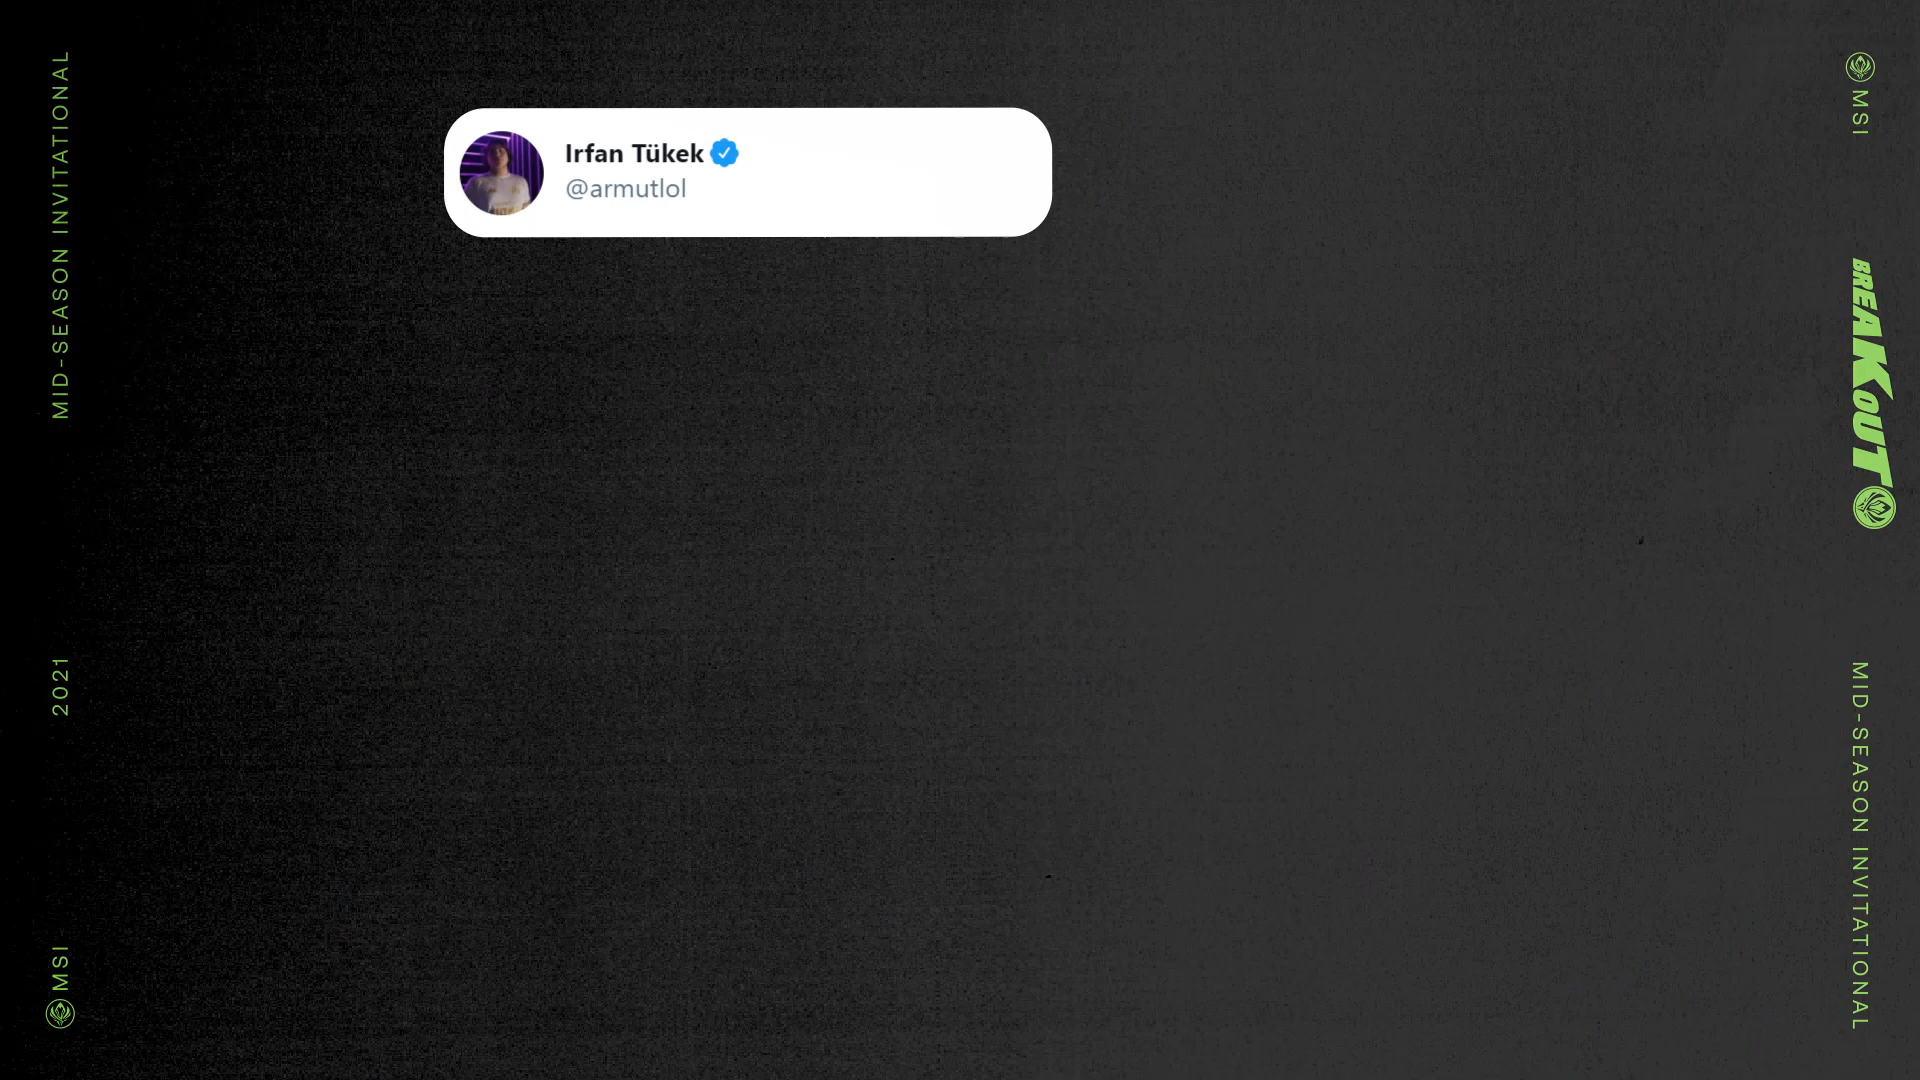 MID-SEASON INVITATIONAL
2021
MSI
Irfan Tükek
@armutlol
MSI
BREAKOUT
MID-SEASON INVITATIONAL